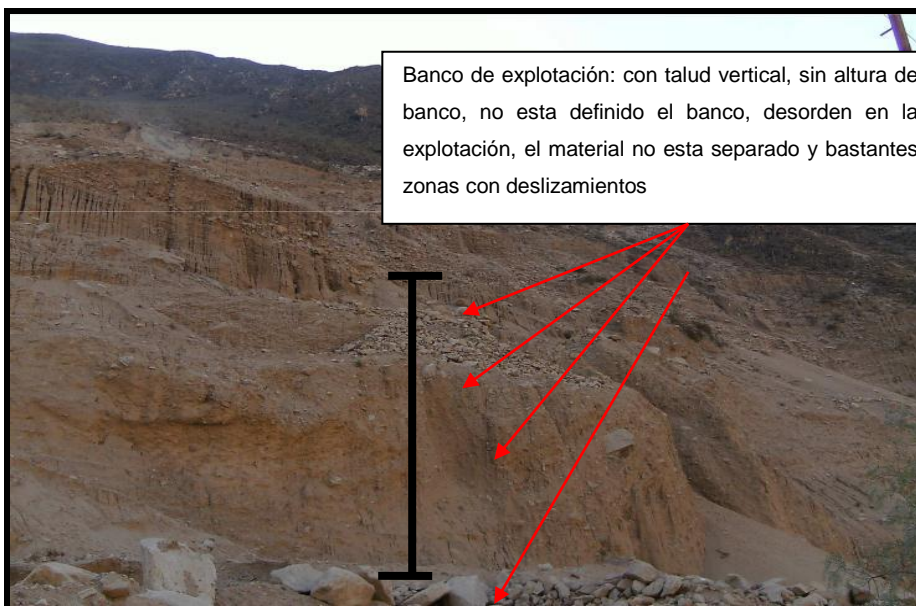 Banco de explotación: con talud vertical, sin altura de
banco, no esta definido el banco, desorden en la
explotación, el material no esta separado y bastantes
zonas con deslizamientos